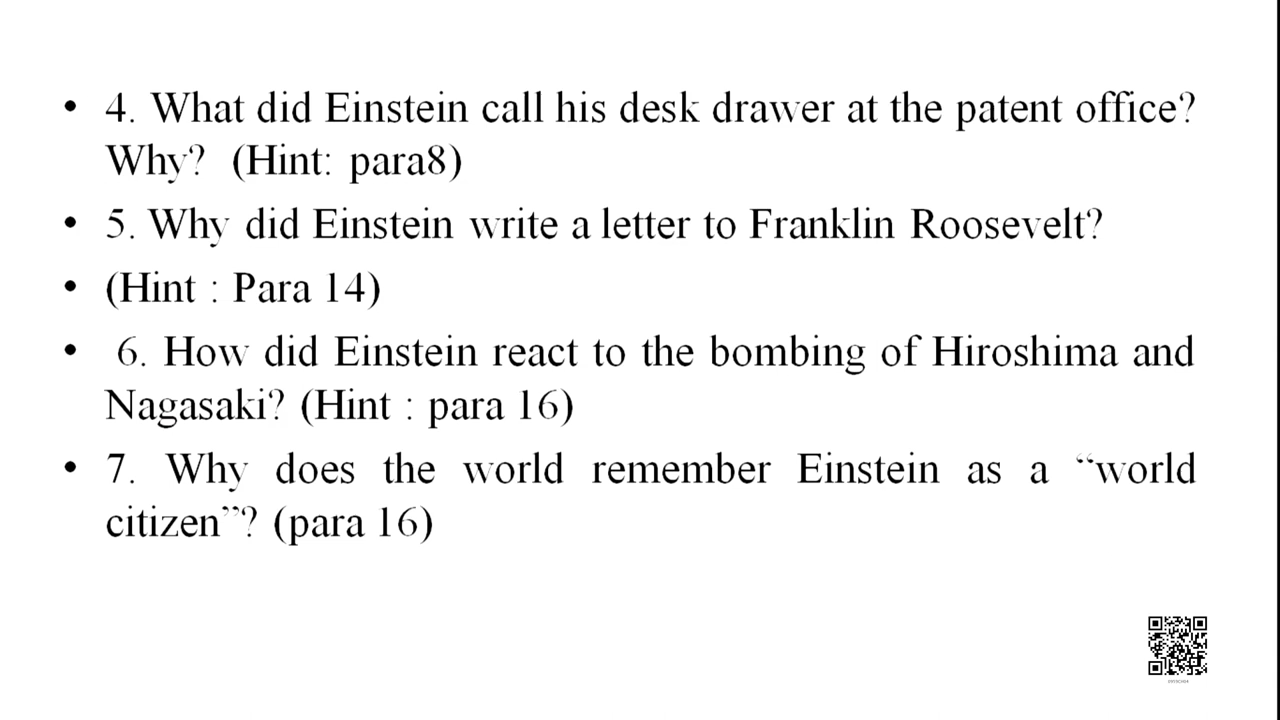 • 4. What did Einstein call his desk drawer at the patent office?
Why?  (Hint: para8)
• 5. Why did Einstein write a letter to Franklin Roosevelt?
• (Hint : Para 14)
• 6. How did Einstein react to the bombing of Hiroshima and
Nagasaki? (Hint : para 16)
• 7. Why does the world remember Einstein as a “world
citizen”? (para 16)